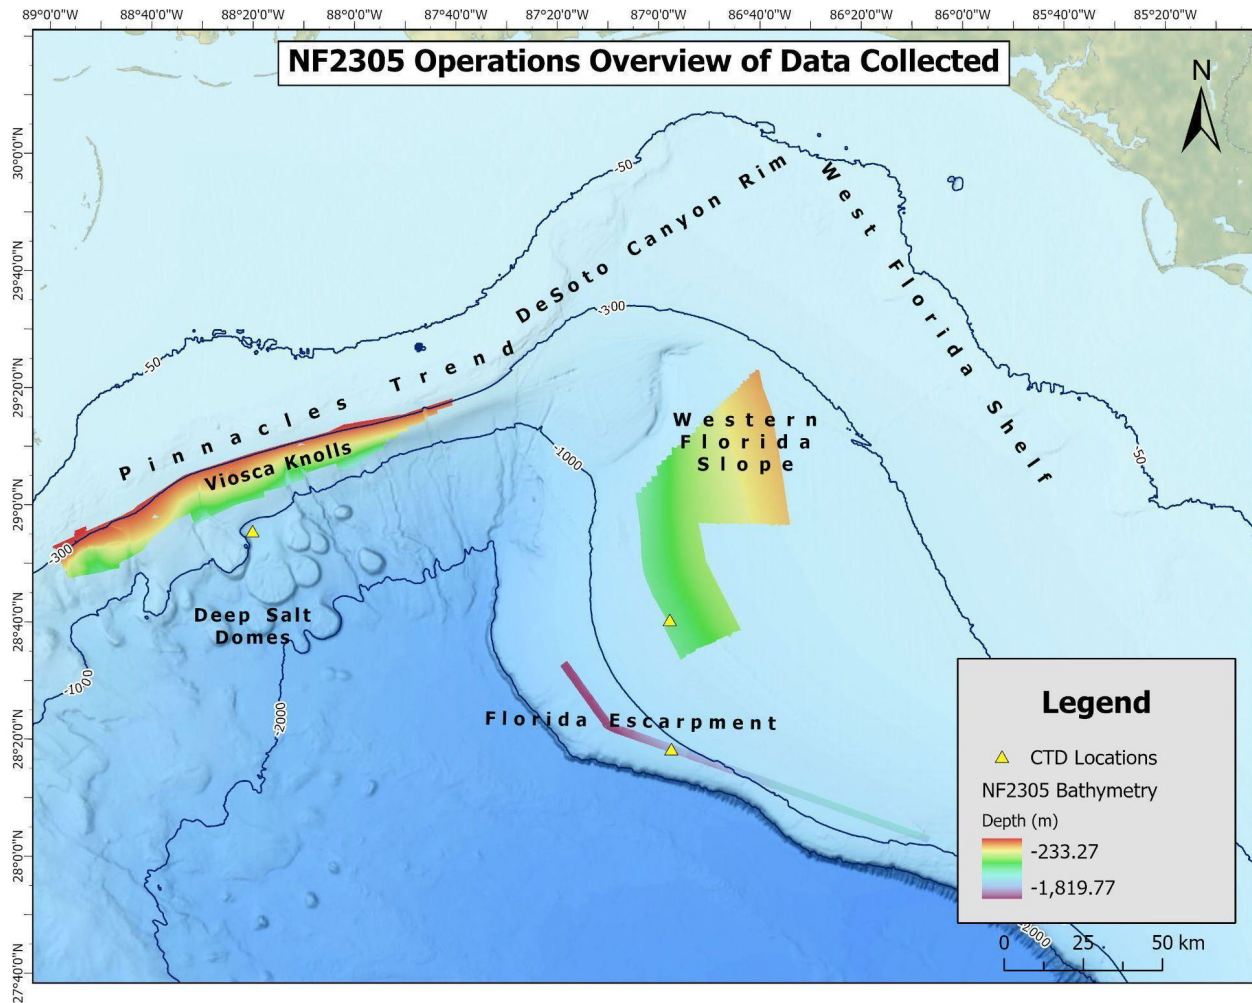 89°0'0"W 88°40'0"W 88°20'0"W 88°0'0"W 87°40'0"W 87°20'0"W 87°0'0"W 86°40'0"W 86°20'0"W 86°0'0"W 85°40'0"W 85°20'0"W
NF2305 Operations Overview of Data Collected
N
30°0'0"N
29°40'0"N
29°20'0"N
29°0'0"N
28°40'0"N
28°20'0"N
28°0'0"N
27°40'0"N
-50
-50
-50
-300
-300
-1000
-1000
-2000
-2000
DeSoto Canyon Rim
West Florida Shelf
Pinnacles Trend
Viosca Knolls
Western
Florida
Slope
Deep Salt
Domes
Florida Escarpment
Legend
CTD Locations
NF2305 Bathymetry
Depth (m)
-233.27
-1,819.77
0 25 50 km